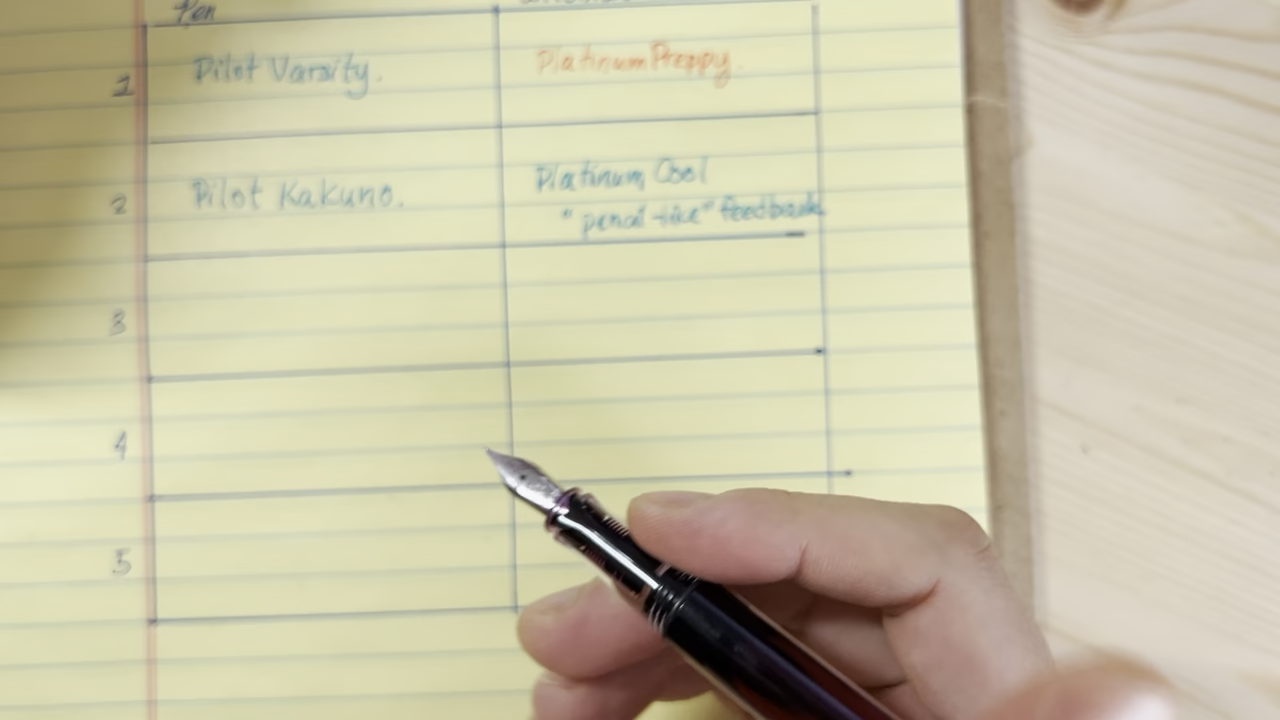 Pen
1 Pilot Varsity. Platinum Preppy.
2 Pilot Kakuno. Platinum Cool
"pencil-like" feedback
3
4
5